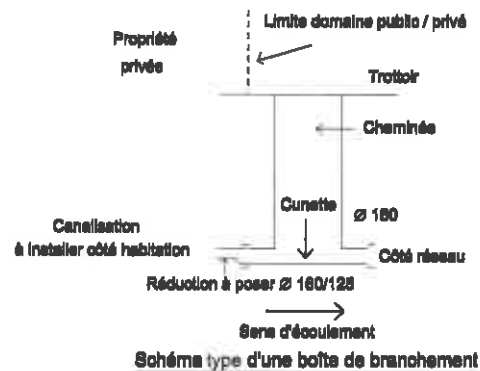 Limite domaine public / privé
Propriété
privée
Trottoir
Cheminée
Cunette
Ø 160
Canalisation
à installer côté habitation
Côté réseau
Réduction à poser Ø 160/125
Sens d'écoulement
Schéma type d'une boîte de branchement